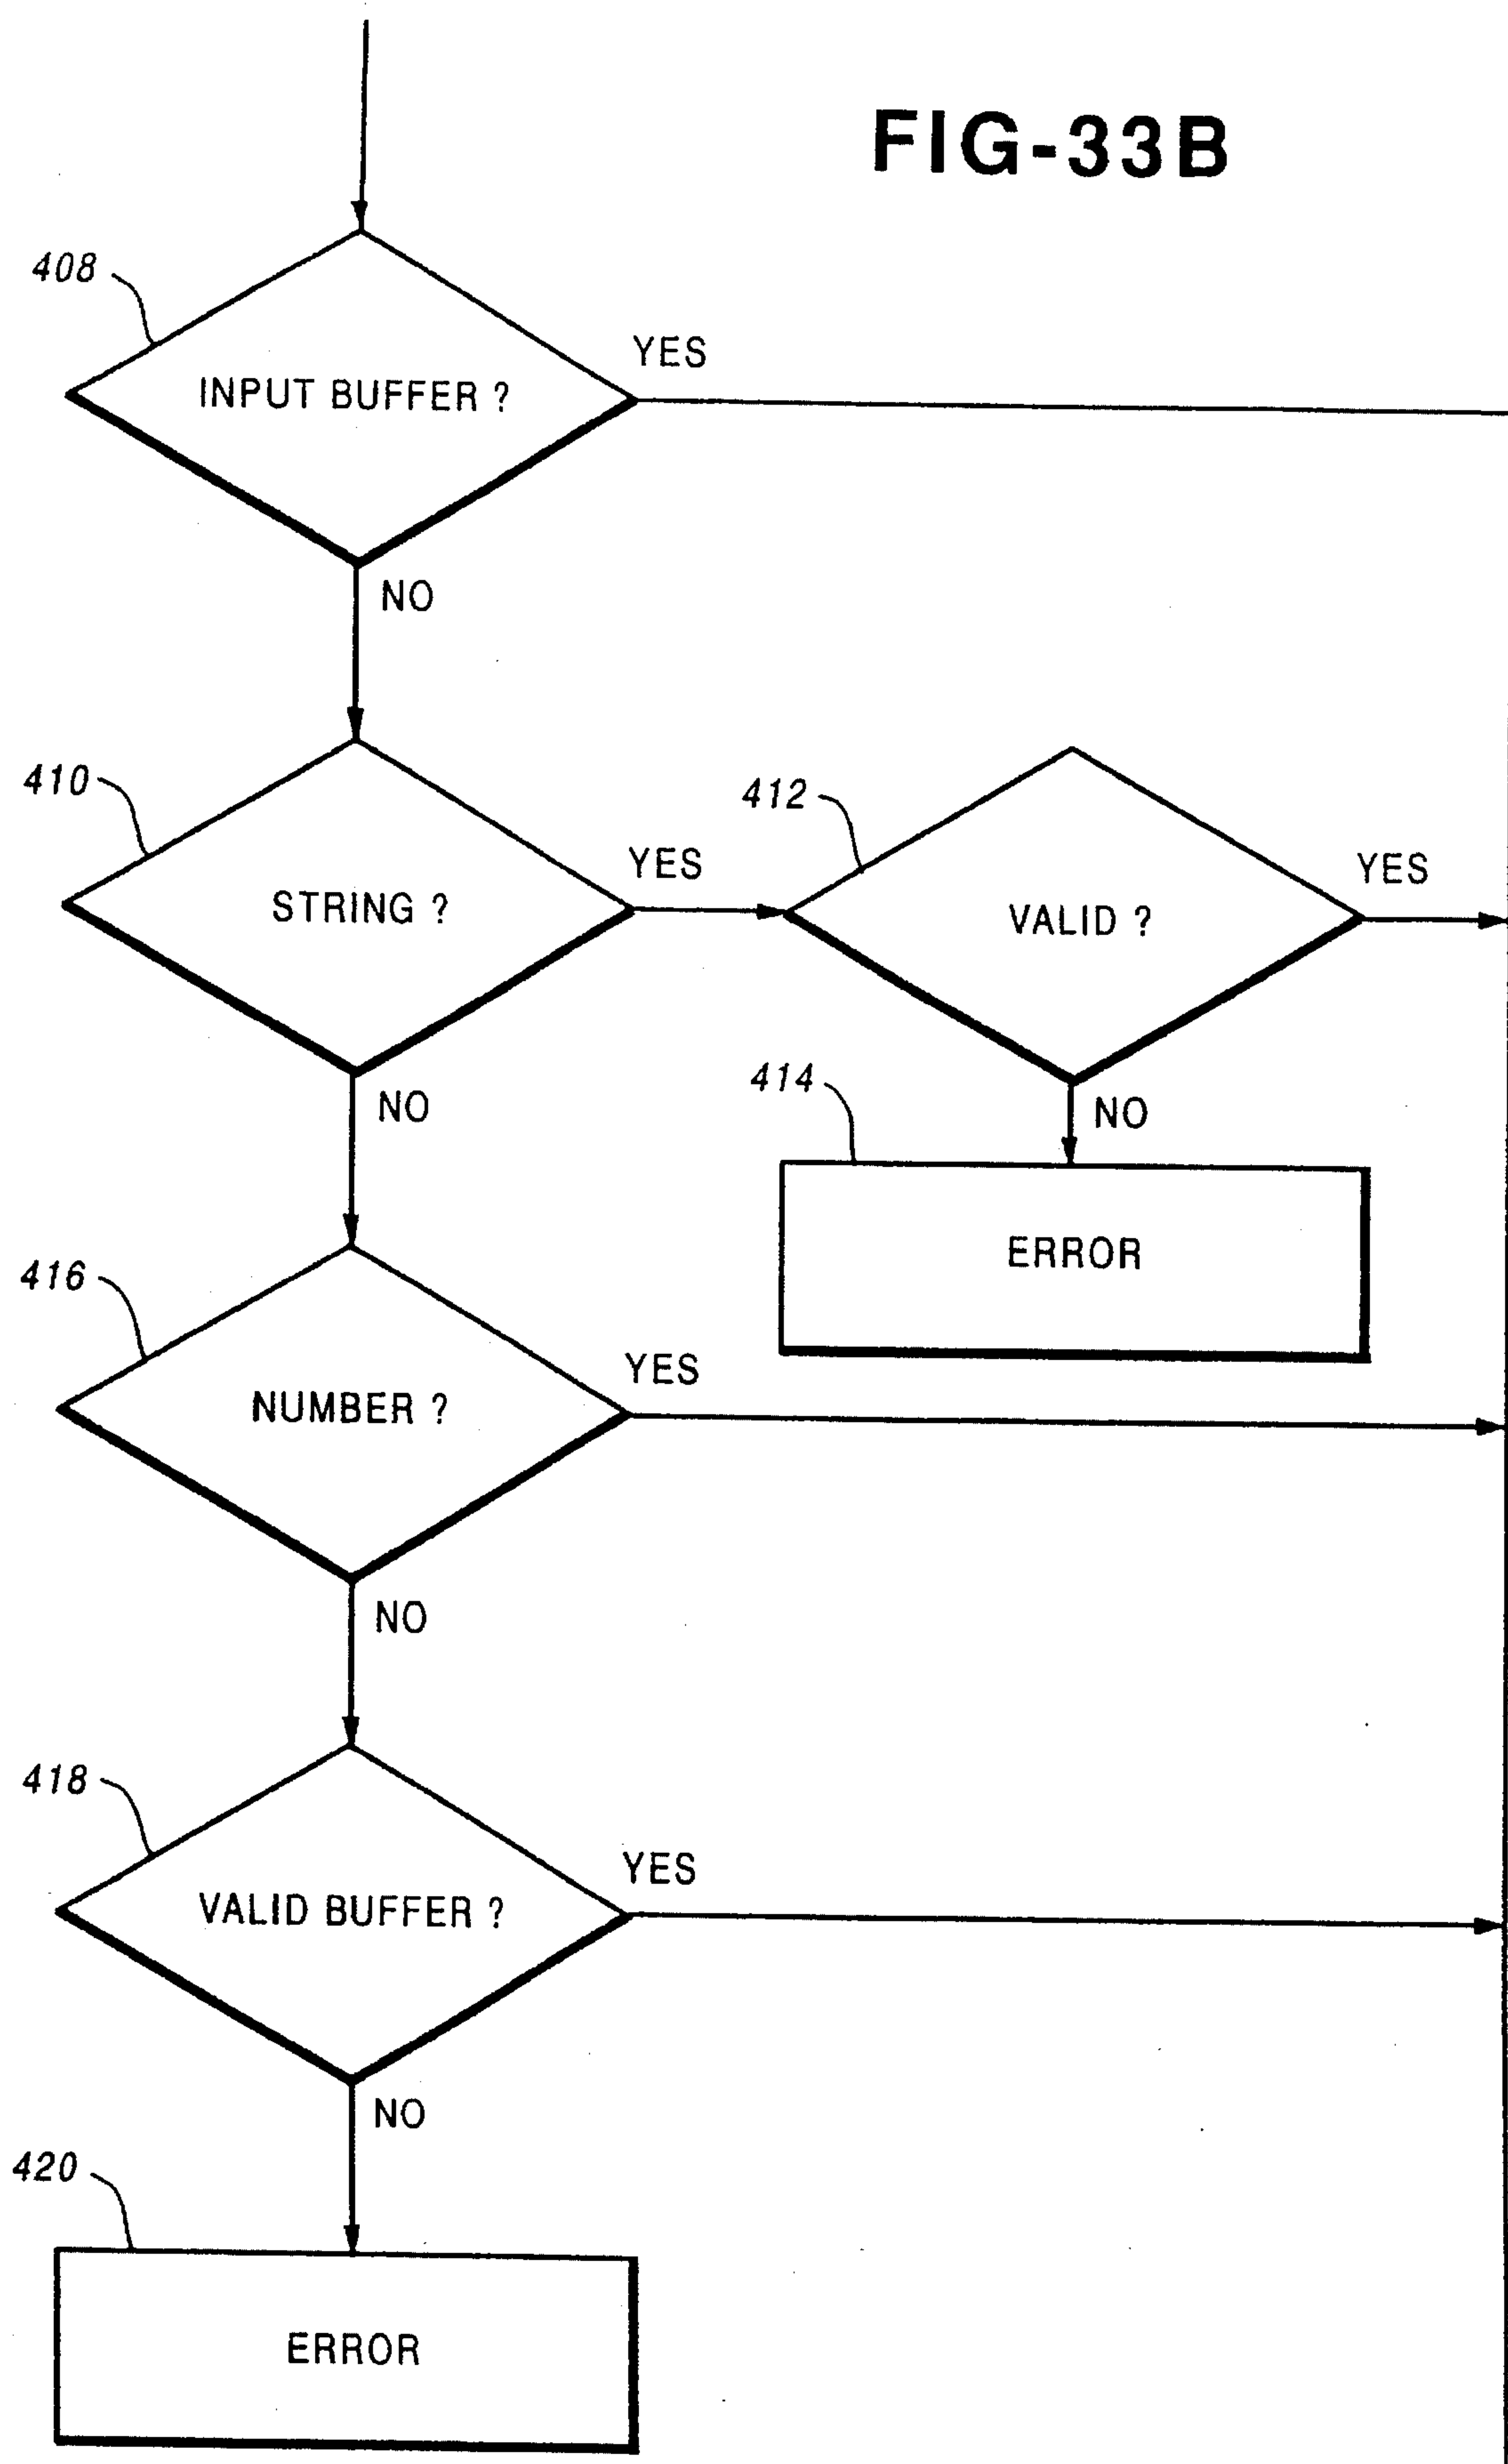 FIG-33B
408
INPUT BUFFER ?
YES
NO
410
STRING ?
YES
412
VALID ?
YES
NO
414
ERROR
NO
416
NUMBER ?
YES
NO
418
VALID BUFFER ?
YES
NO
420
ERROR